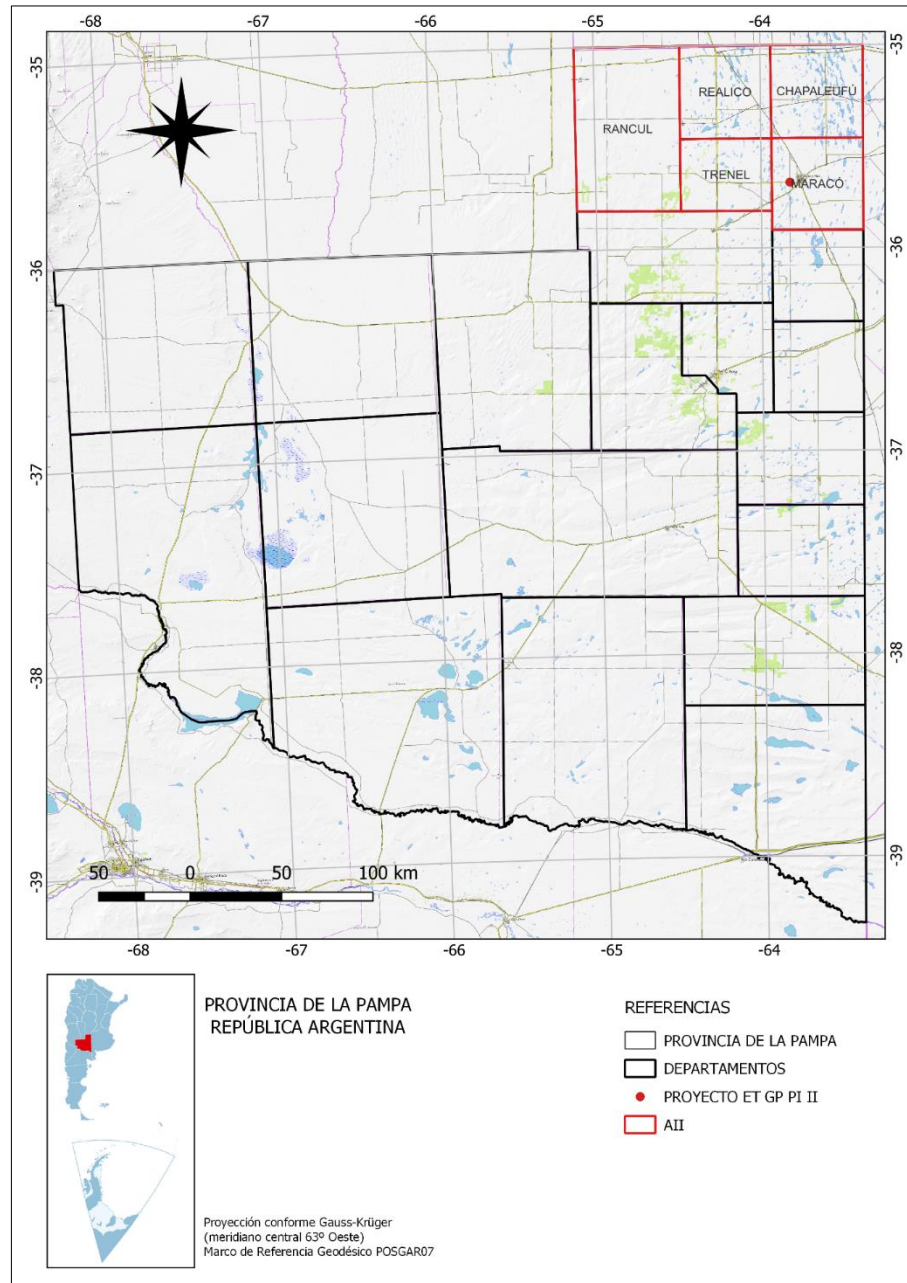 -68 -67 -66 -65 -64
35
35
REALICO
CHAPALEUFÚ
RANCUL
TRENEL
MARACÓ
36
36
37
37
38
38
39
39
50 0 50 100 km
-68 -67 -66 -65 -64
PROVINCIA DE LA PAMPA
REPÚBLICA ARGENTINA
REFERENCIAS
PROVINCIA DE LA PAMPA
DEPARTAMENTOS
PROYECTO ET GP PI II
AII
Proyección conforme Gauss-Krüger
(meridiano central 63º Oeste)
Marco de Referencia Geodésico POSGAR07